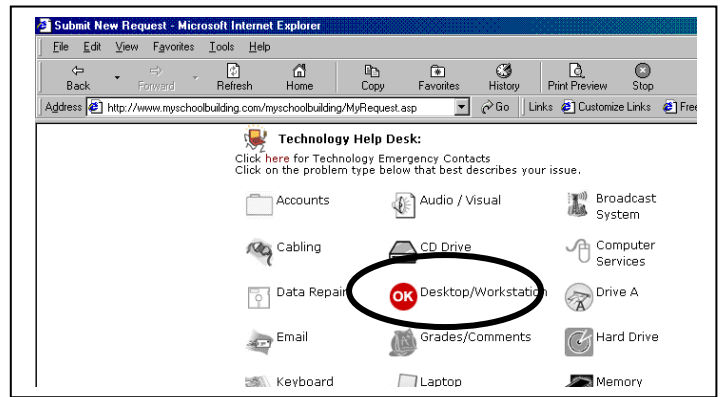 Submit New Request - Microsoft Internet Explorer
File Edit View Favorites Tools Help
Back Forward Refresh Home Copy Favorites History Print Preview Stop
Address http://www.myschoolbuilding.com/myschoolbuilding/MyRequest.asp Go Links Customize Links Free
Technology Help Desk:
Click here for Technology Emergency Contacts
Click on the problem type below that best describes your issue.
Accounts Audio / Visual Broadcast
System
Cabling CD Drive Computer
Services
Data Repair OK Desktop/Workstation Drive A
Email Grades/Comments Hard Drive
Keyboard Laptop Memory